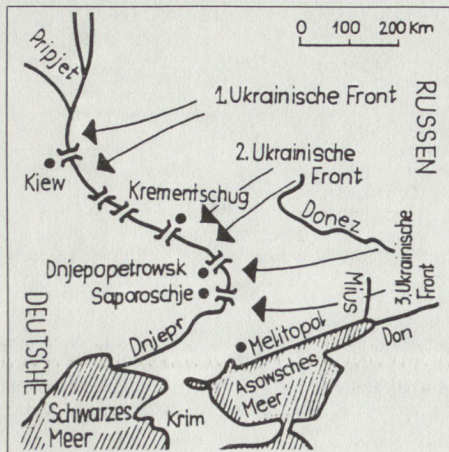 0 100 200 Km
Pripjet
1. Ukrainische Front
RUSSEN
2. Ukrainische
Front
Kiew
Krementschug
Donez
Dnjepopetrowsk
Saporoschje
3. Ukrainische
Front
Mius
DEUTSCHE
Dnjepr
Melitopol
Don
Asowsches
Meer
Schwarzes
Meer
Krim